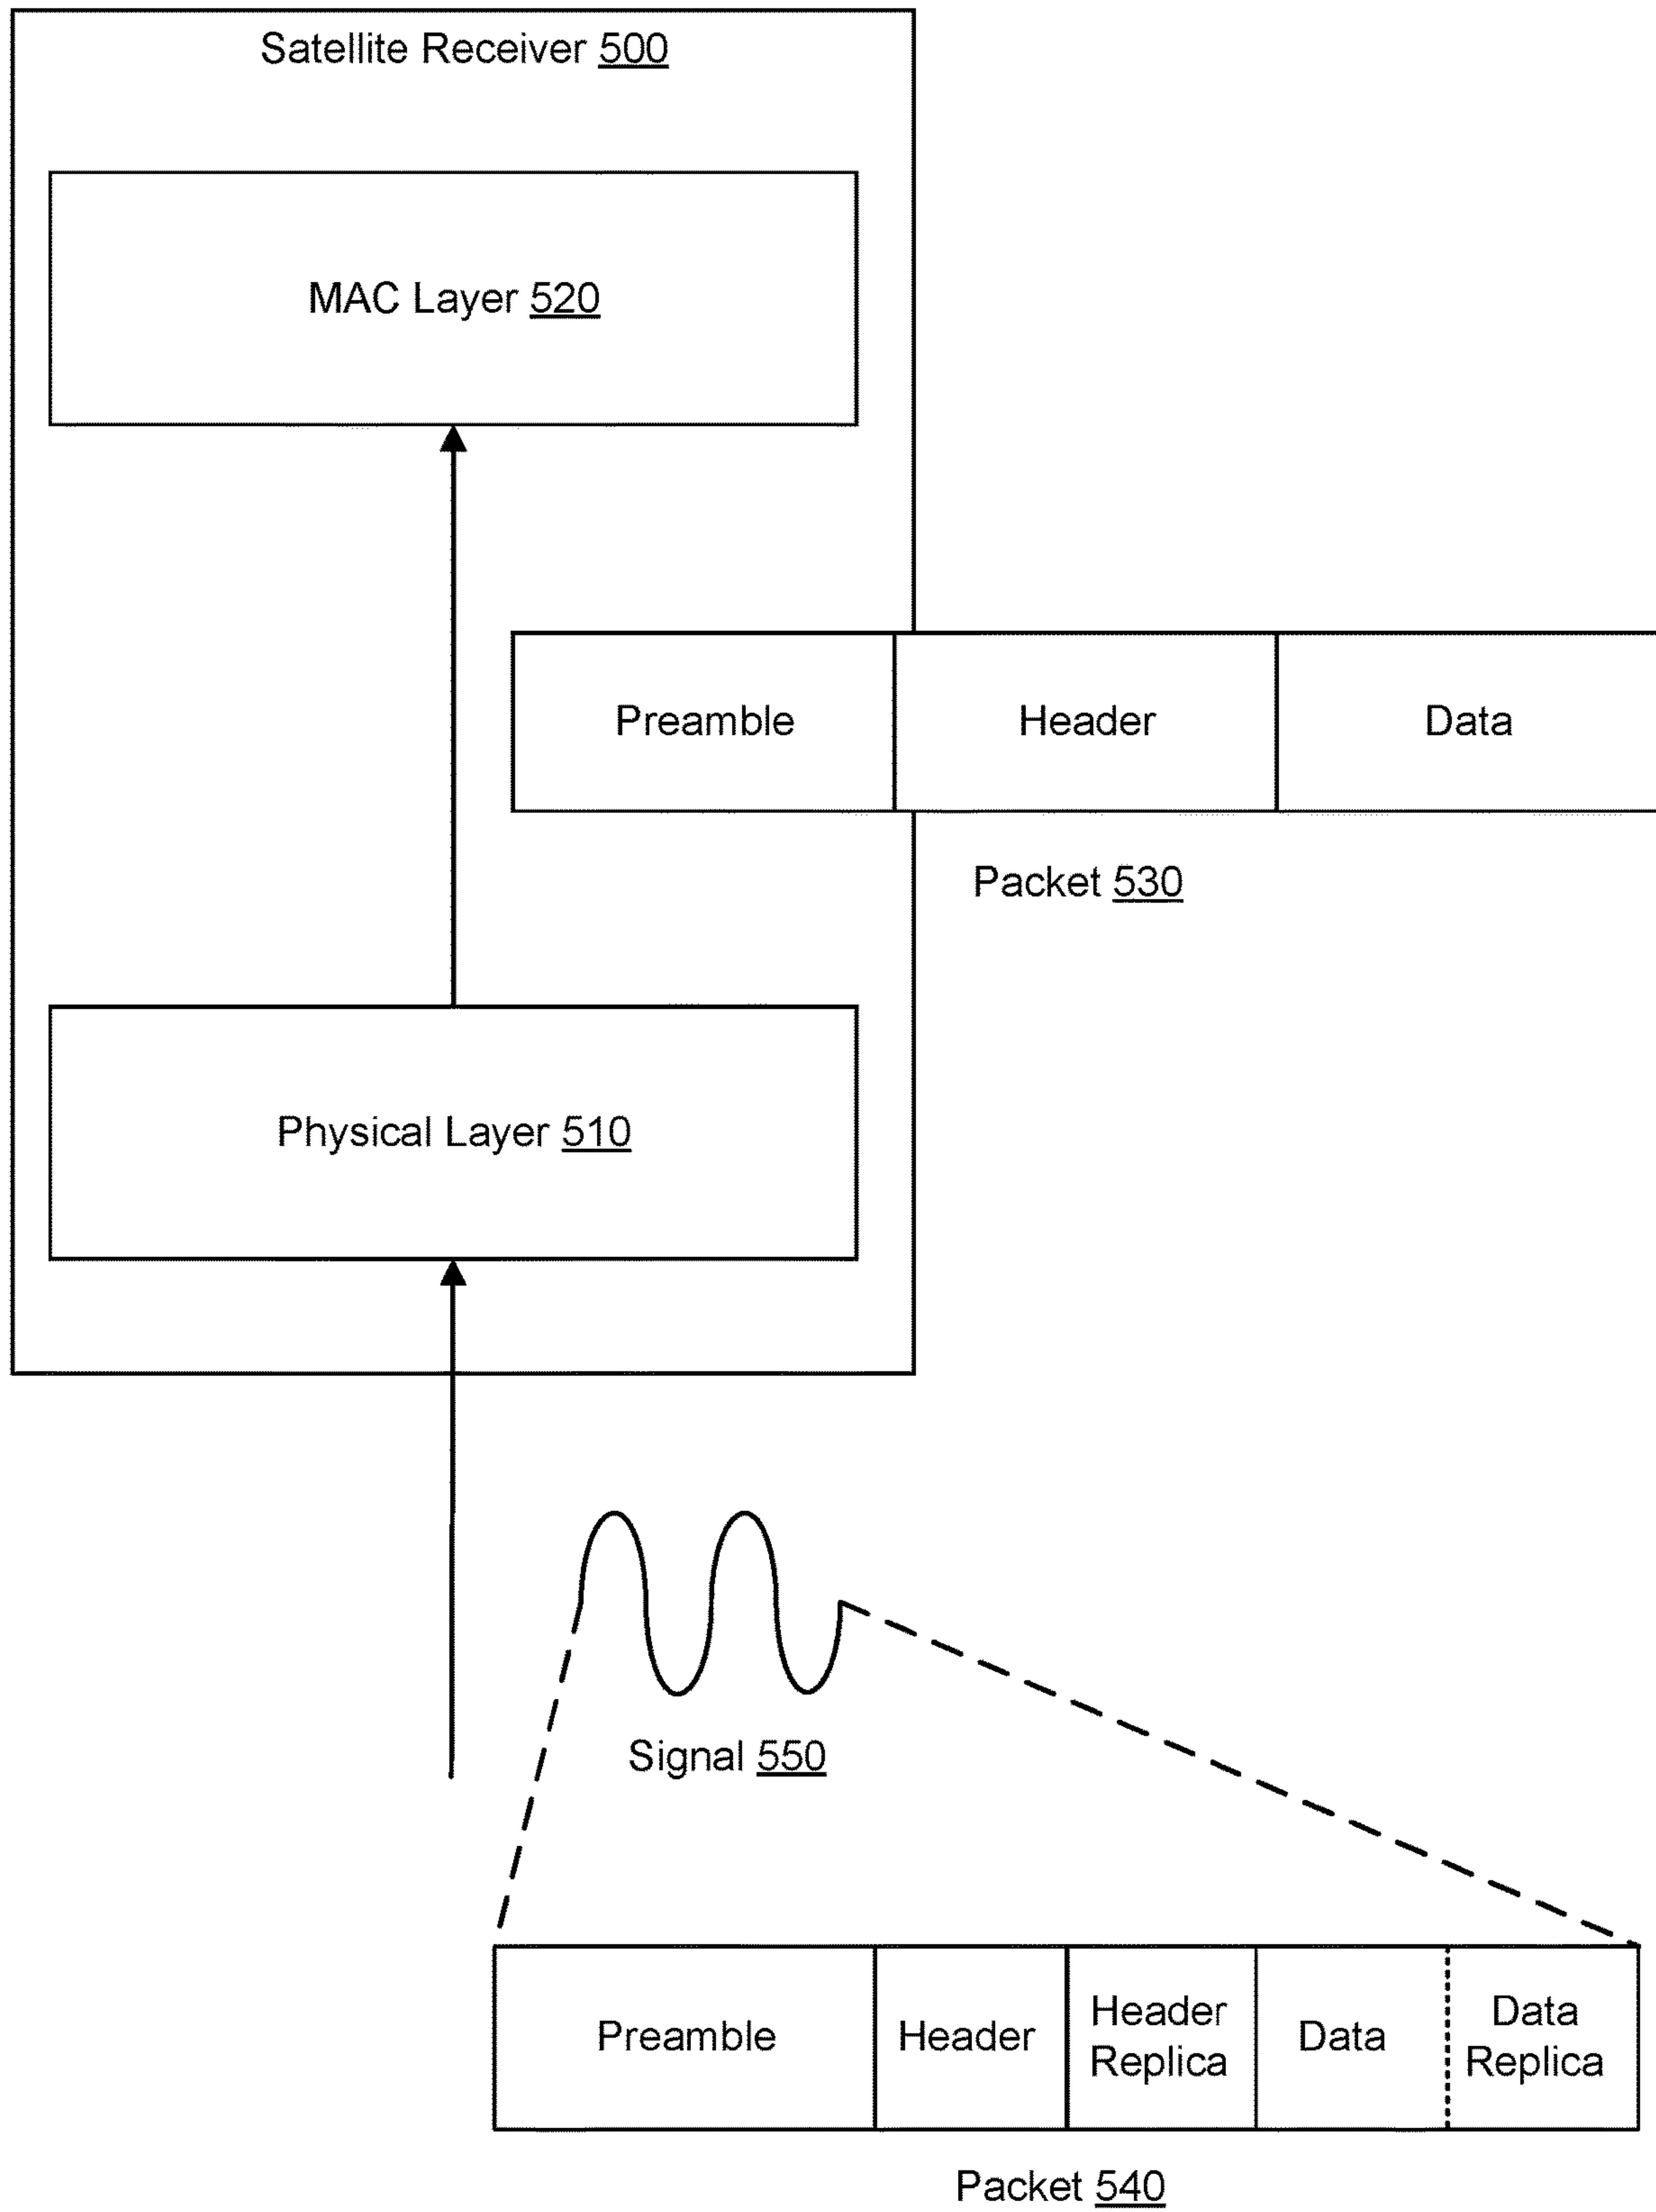 Satellite Receiver 500
MAC Layer 520
Preamble Header Data
Packet 530
Physical Layer 510
Signal 550
Preamble Header Header Replica Data Data Replica
Packet 540